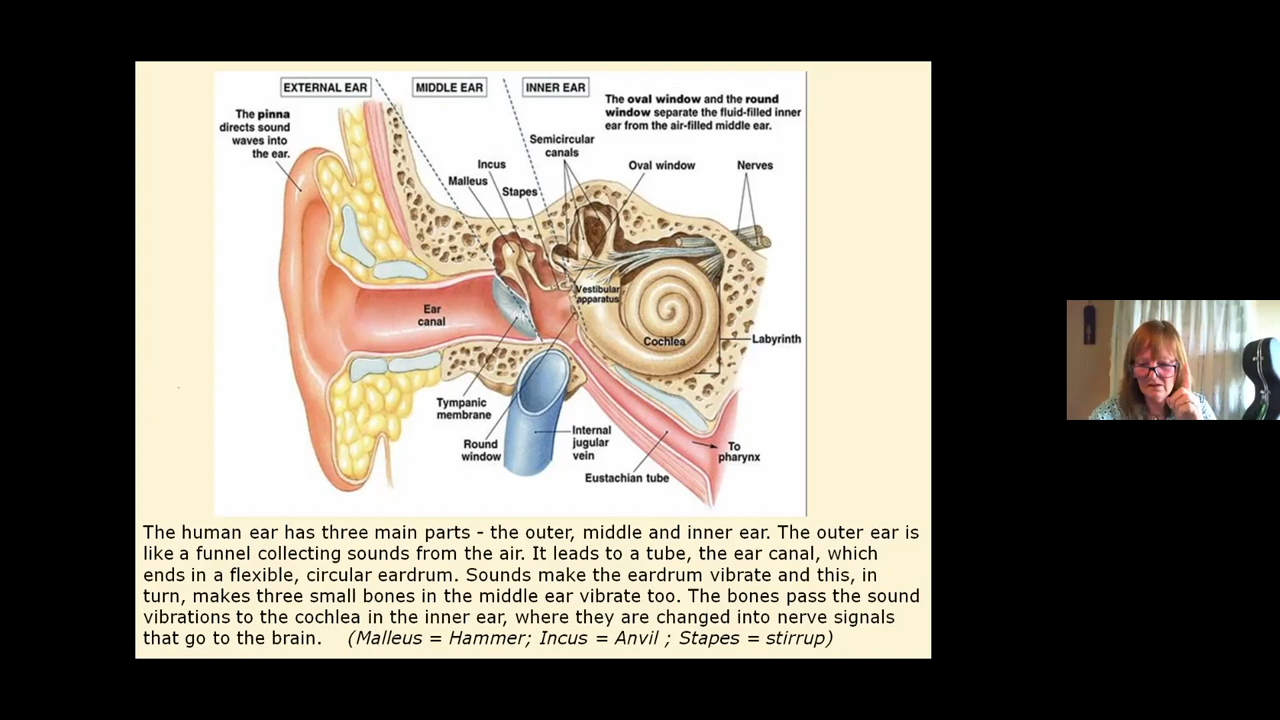 EXTERNAL EAR
MIDDLE EAR
INNER EAR
The pinna
directs sound
waves into
the ear.
The oval window and the round
window separate the fluid-filled inner
ear from the air-filled middle ear.
Semicircular
canals
Incus
Malleus
Stapes
Oval window
Nerves
Ear
canal
Vestibular
apparatus
Cochlea
Labyrinth
Tympanic
membrane
Round
window
Internal
jugular
vein
To
pharynx
Eustachian tube
The human ear has three main parts - the outer, middle and inner ear. The outer ear is
like a funnel collecting sounds from the air. It leads to a tube, the ear canal, which
ends in a flexible, circular eardrum. Sounds make the eardrum vibrate and this, in
turn, makes three small bones in the middle ear vibrate too. The bones pass the sound
vibrations to the cochlea in the inner ear, where they are changed into nerve signals
that go to the brain. (Malleus = Hammer; Incus = Anvil ; Stapes = stirrup)